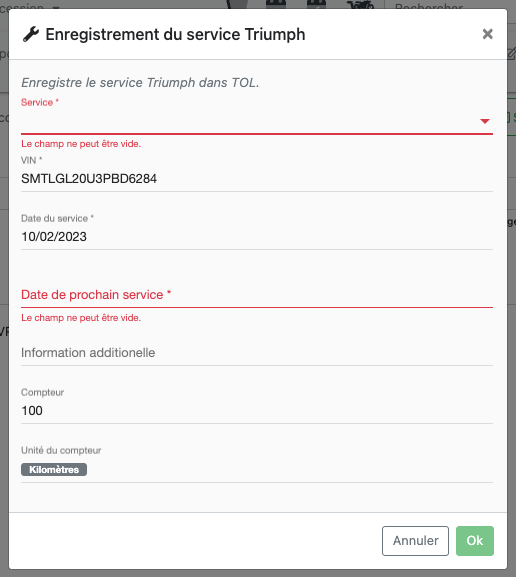 Rechercher
Enregistrement du service Triumph
×
Enregistre le service Triumph dans TOL.
Service *
Le champ ne peut être vide.
VIN *
SMTLGL20U3PBD6284
Date du service *
10/02/2023
Date de prochain service *
Le champ ne peut être vide.
Information additionelle
Compteur
100
Unité du compteur
Kilomètres
Annuler
Ok